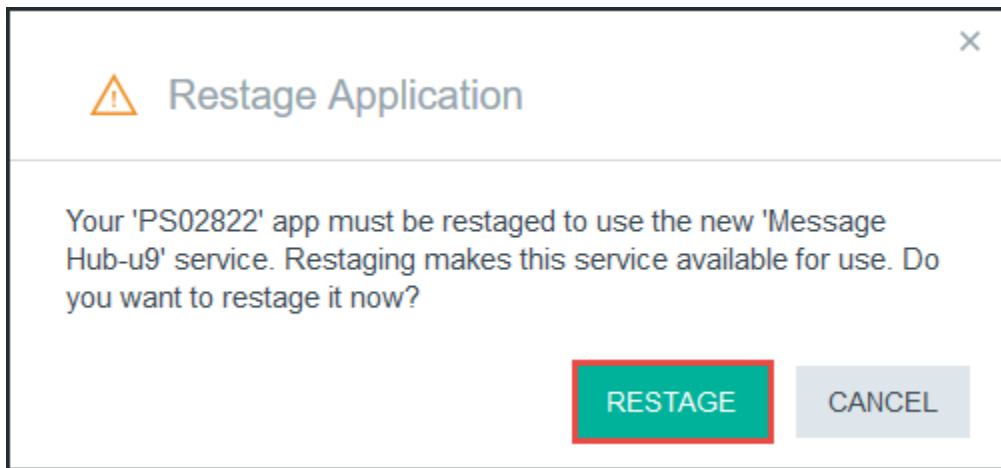 Restage Application
Your 'PS02822' app must be restaged to use the new 'Message
Hub-u9' service. Restaging makes this service available for use. Do
you want to restage it now?
RESTAGE
CANCEL